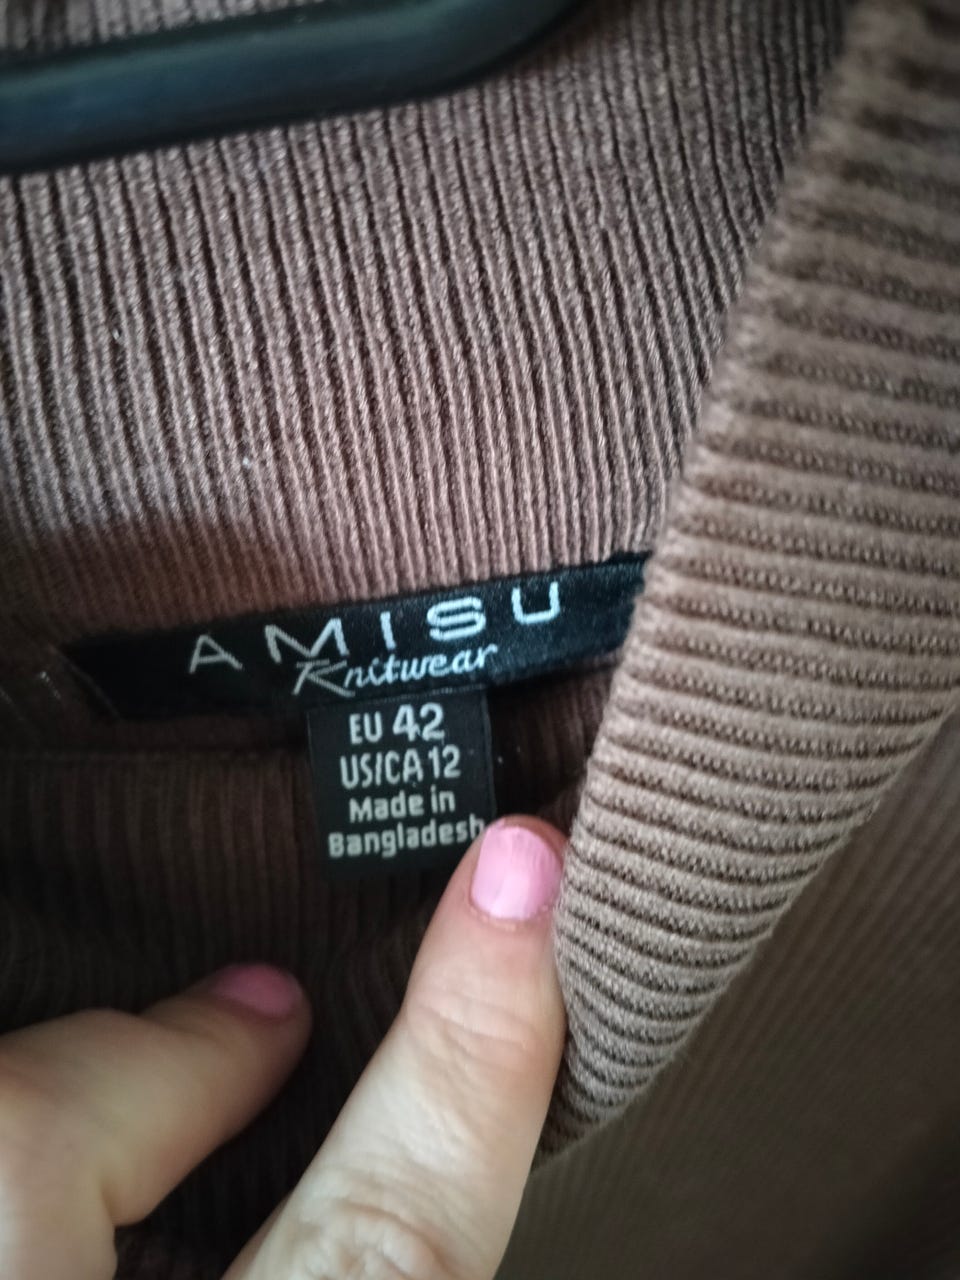 AMISU
Knitwear
EU 42
US/CA 12
Made in
Bangladesh